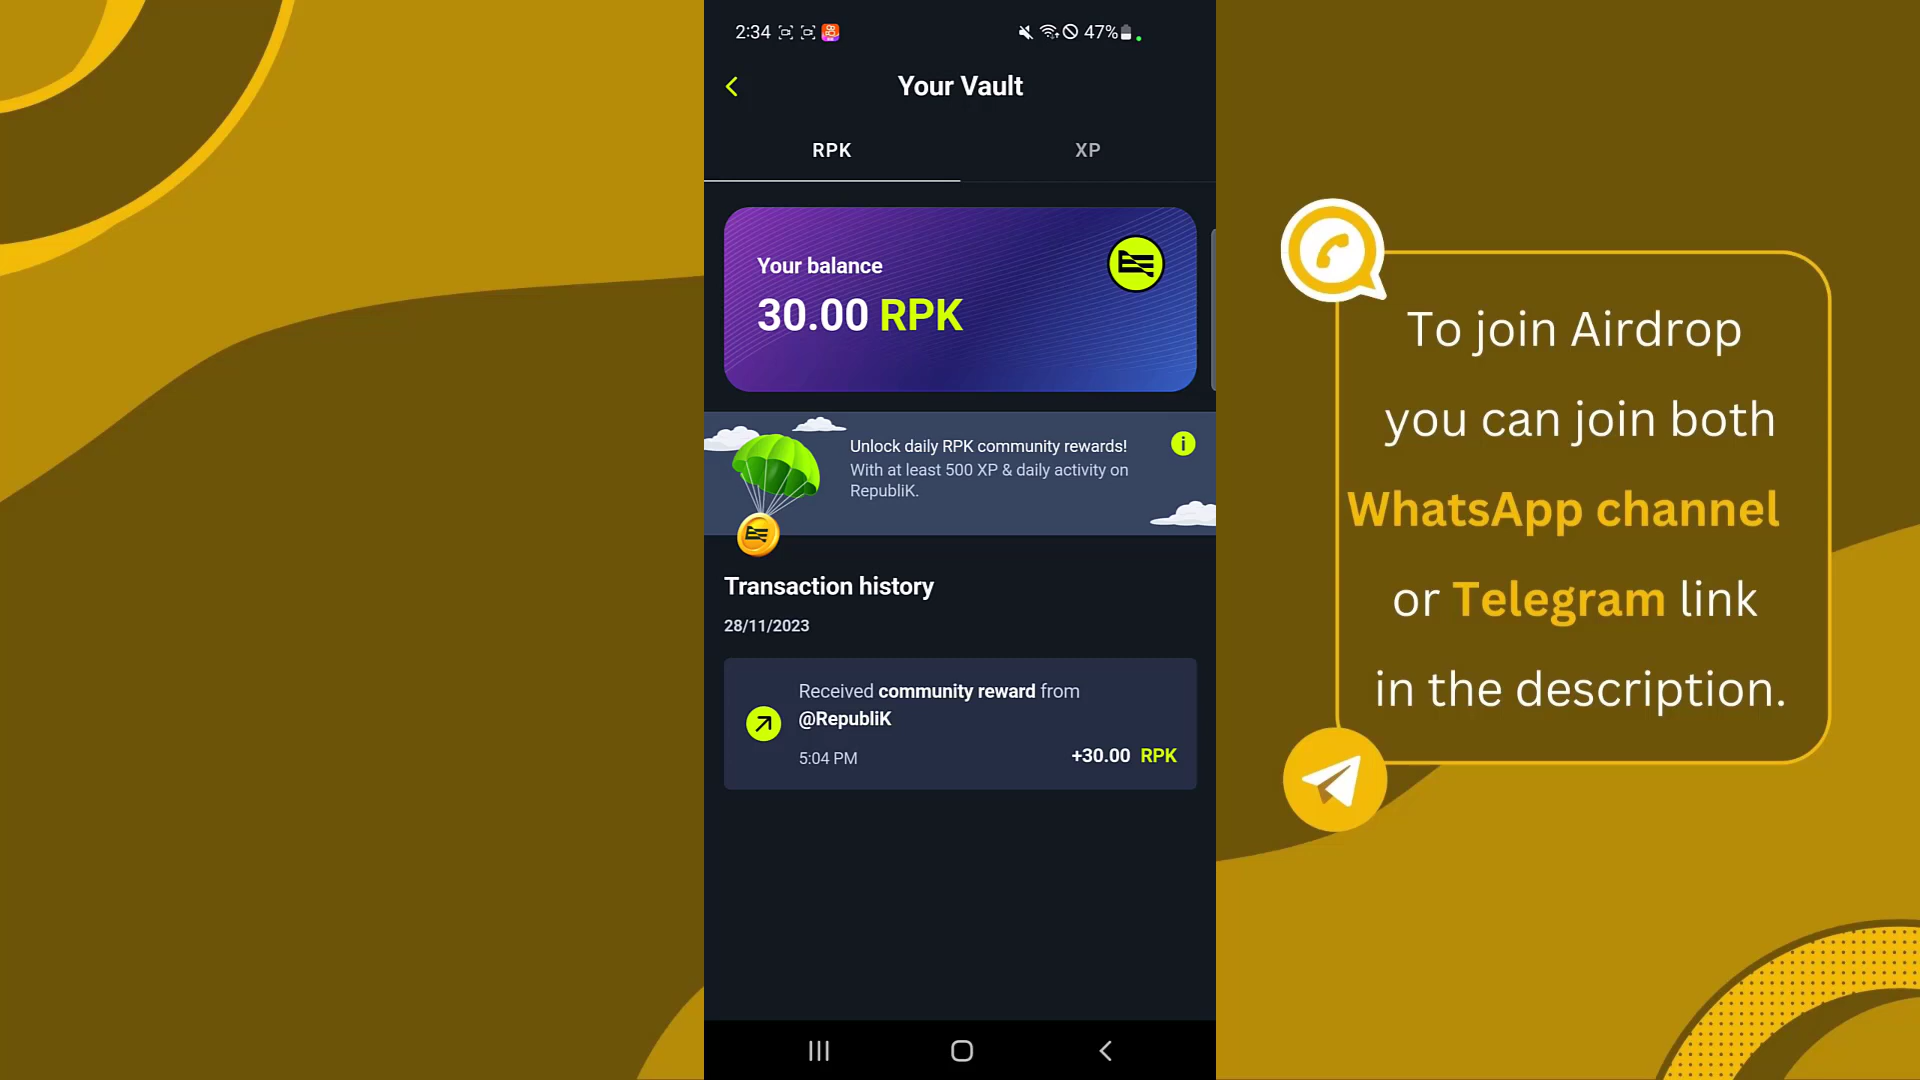 2:34
47%
Your Vault
RPK
XP
Your balance
30.00 RPK
Unlock daily RPK community rewards!
With at least 500 XP & daily activity on
RepubliK.
Transaction history
28/11/2023
Received community reward from
@RepubliK
5:04 PM
+30.00 RPK
To join Airdrop
you can join both
WhatsApp channel
or Telegram link
in the description.